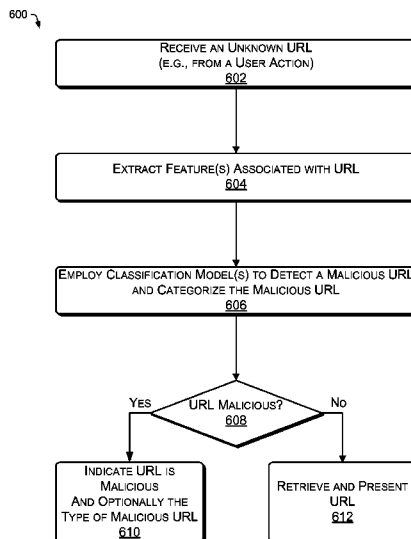 600
RECEIVE AN UNKNOWN URL
(E.G., FROM A USER ACTION)
602
EXTRACT FEATURE(S) ASSOCIATED WITH URL
604
EMPLOY CLASSIFICATION MODEL(S) TO DETECT A MALICIOUS URL
AND CATEGORIZE THE MALICIOUS URL
606
YES
URL MALICIOUS?
608
NO
INDICATE URL IS
MALICIOUS
AND OPTIONALLY THE
TYPE OF MALICIOUS URL
610
RETRIEVE AND PRESENT
URL
612